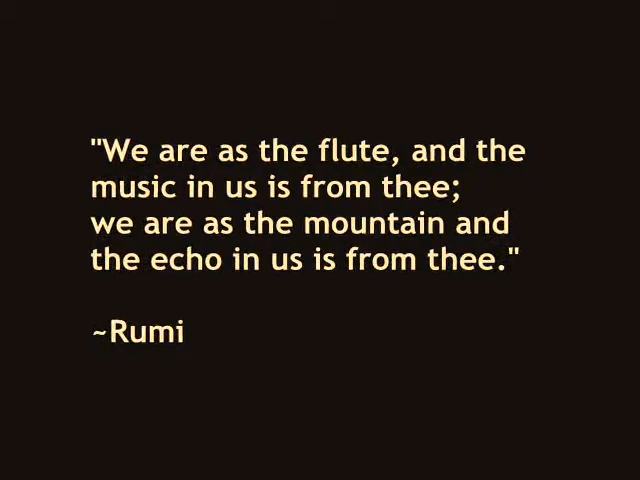 "We are as the flute, and the
music in us is from thee;
we are as the mountain and
the echo in us is from thee."
~Rumi